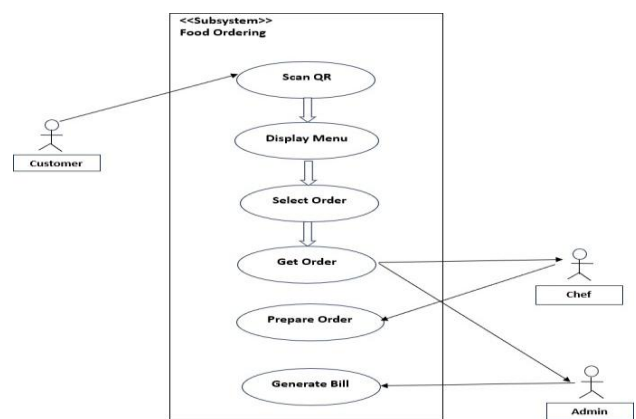 <<Subsystem>>
Food Ordering
Scan QR
Display Menu
Customer
Select Order
Get Order
Chef
Prepare Order
Generate Bill
Admin